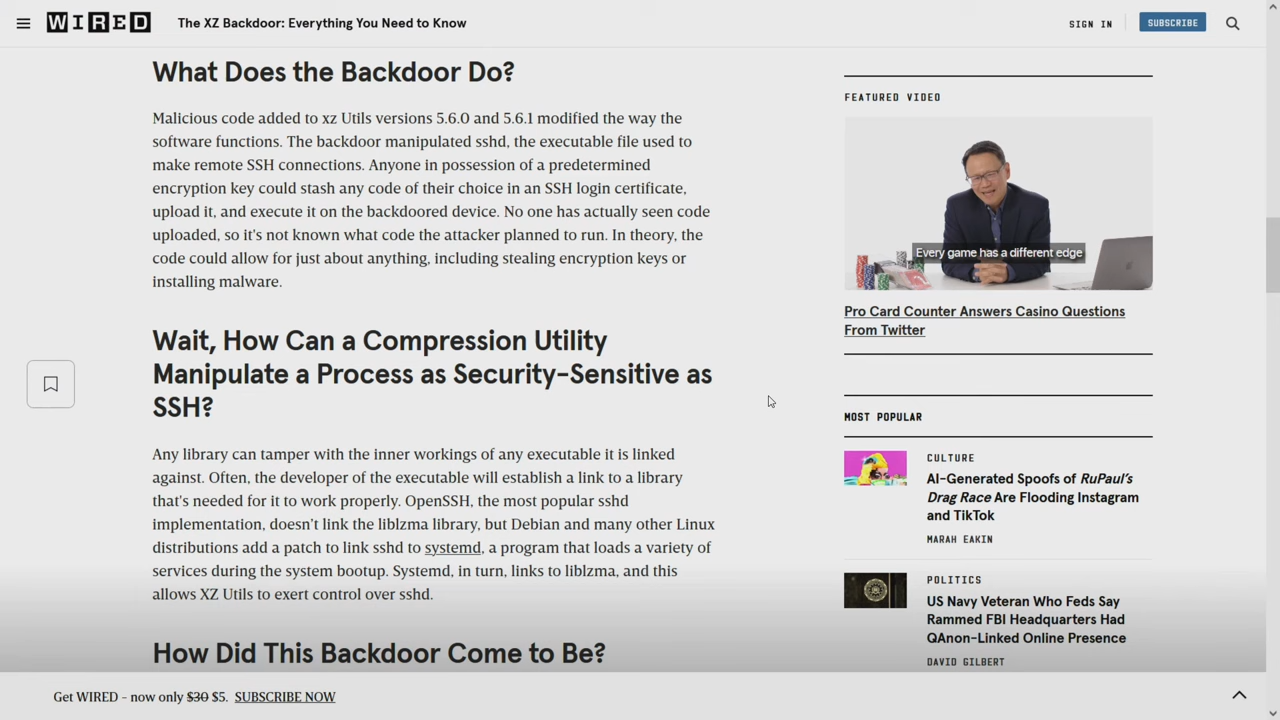 WIRED
The XZ Backdoor: Everything You Need to Know
SIGN IN
SUBSCRIBE
What Does the Backdoor Do?
Malicious code added to xz Utils versions 5.6.0 and 5.6.1 modified the way the
software functions. The backdoor manipulated sshd, the executable file used to
make remote SSH connections. Anyone in possession of a predetermined
encryption key could stash any code of their choice in an SSH login certificate,
upload it, and execute it on the backdoored device. No one has actually seen code
uploaded, so it's not known what code the attacker planned to run. In theory, the
code could allow for just about anything, including stealing encryption keys or
installing malware.
Wait, How Can a Compression Utility
Manipulate a Process as Security-Sensitive as
SSH?
Any library can tamper with the inner workings of any executable it is linked
against. Often, the developer of the executable will establish a link to a library
that's needed for it to work properly. OpenSSH, the most popular sshd
implementation, doesn't link the liblzma library, but Debian and many other Linux
distributions add a patch to link sshd to systemd, a program that loads a variety of
services during the system bootup. Systemd, in turn, links to liblzma, and this
allows XZ Utils to exert control over sshd.
How Did This Backdoor Come to Be?
FEATURED VIDEO
Every game has a different edge
Pro Card Counter Answers Casino Questions
From Twitter
MOST POPULAR
CULTURE
AI-Generated Spoofs of RuPaul's
Drag Race Are Flooding Instagram
and TikTok
MARAH EAKIN
POLITICS
US Navy Veteran Who Feds Say
Rammed FBI Headquarters Had
QAnon-Linked Online Presence
DAVID GILBERT
Get WIRED - now only $30 $5. SUBSCRIBE NOW